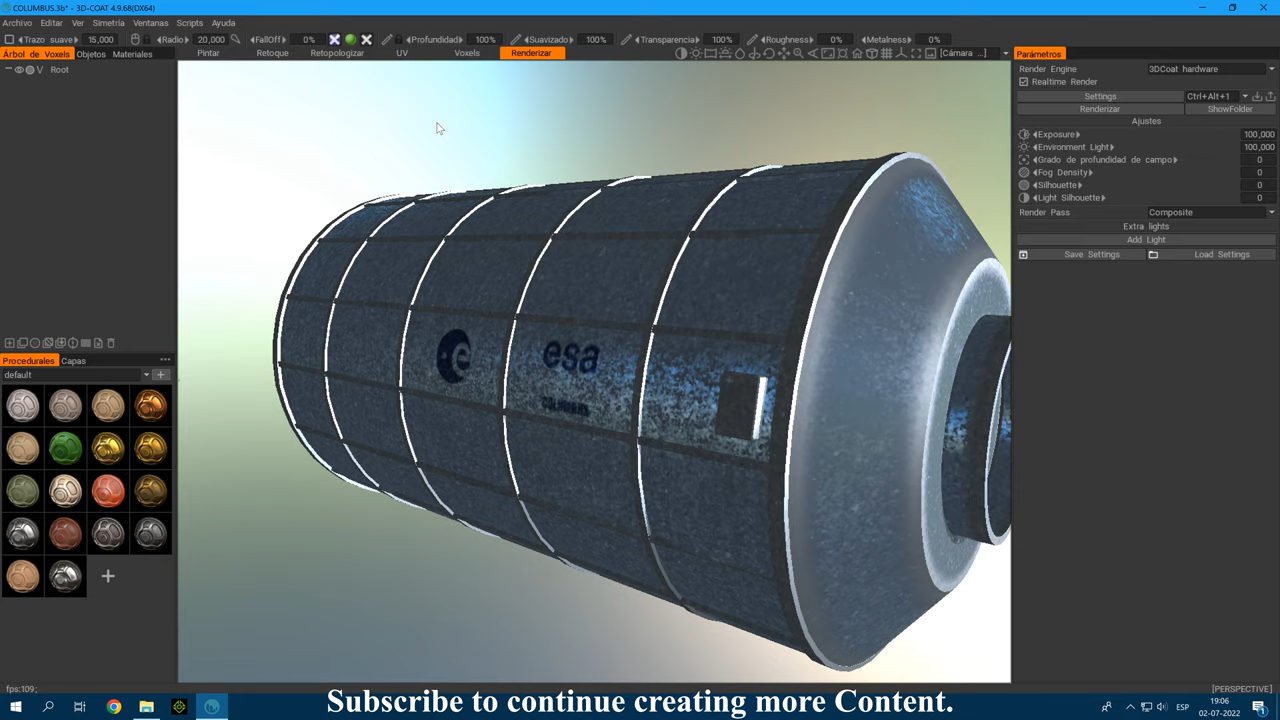 COLUMBUS.3b* - 3D-COAT 4.9.68(DX64)
Archivo Editar Ver Simetría Ventanas Scripts Ayuda
Trazo suave 15,000 Radio 20,000 FallOff 0% Profundidad 100% Suavizado 100% Transparencia 100% Roughness 0% Metalness 0%
Árbol de Voxels Objetos Materiales Pintar Retoque Retopologizar UV Voxels Renderizar [Cámara ...] Parámetros
V Root
Render Engine 3DCoat hardware
Realtime Render
Settings Ctrl+Alt+1
Renderizar ShowFolder
Ajustes
Exposure 100,000
Environment Light 100,000
Grado de profundidad de campo 0
Fog Density 0
Silhouette 0
Light Silhouette 0
Render Pass Composite
Extra lights
Add Light
Save Settings Load Settings
esa
COLUMBUS
Procedurales Capas
default
fps:109;
[PERSPECTIVE]
Subscribe to continue creating more Content.
ESP
19:06
02-07-2022
1